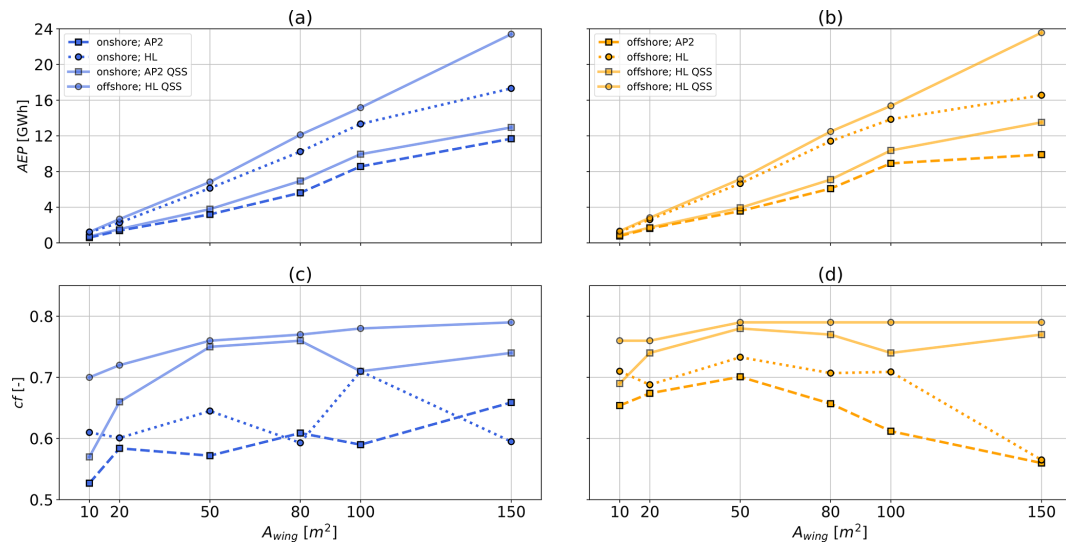 (a)
(b)
24
20
16
12
8
4
0
AEP [GWh]
onshore; AP2
onshore; HL
onshore; AP2 QSS
offshore; HL QSS
offshore; AP2
offshore; HL
offshore; HL QSS
offshore; HL QSS
(c)
(d)
0.8
0.7
0.6
0.5
cf [-]
10 20 50 80 100 150
10 20 50 80 100 150
A_wing [m²]
A_wing [m²]